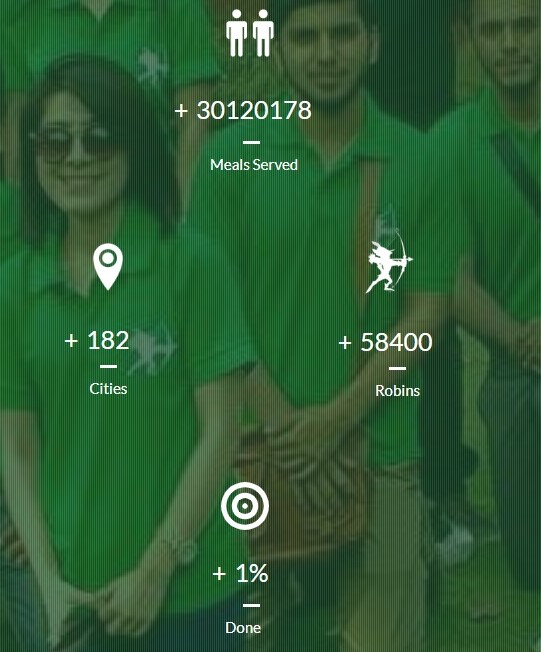 + 30120178
Meals Served
+ 182
Cities
+ 58400
Robins
+ 1%
Done